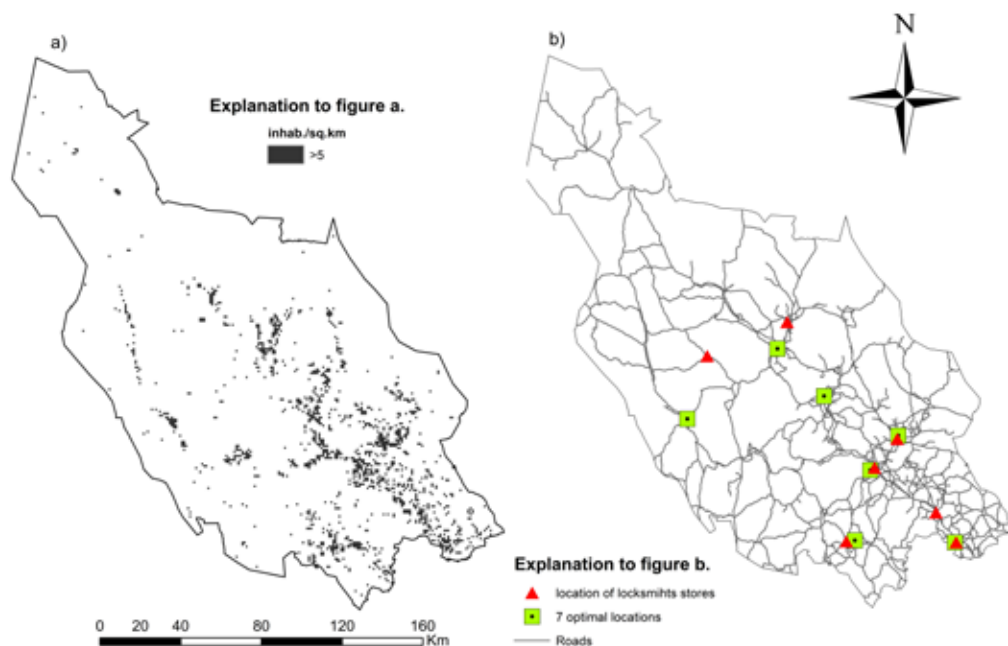 a)
Explanation to figure a.
inhab./sq.km
>5
0 40 80 120 160
Km
b)
N
Explanation to figure b.
location of locksmihts stores
7 optimal locations
Roads